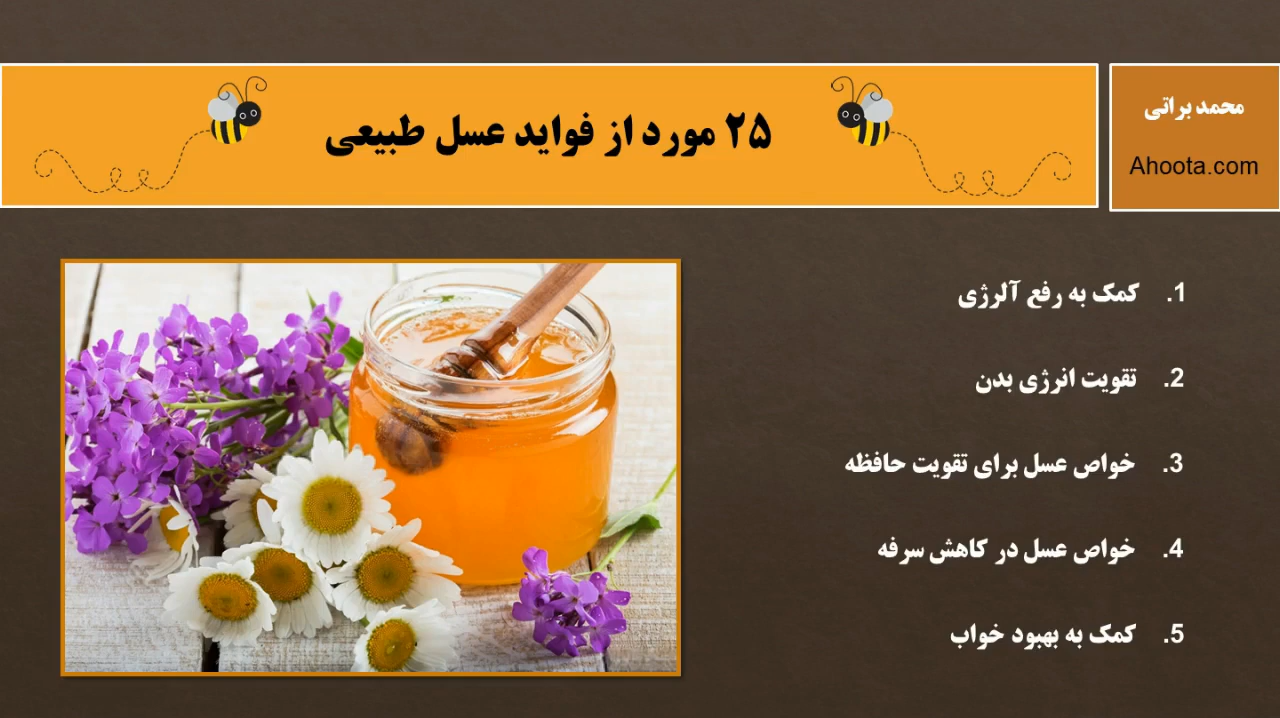 ۲۵ مورد از فواید عسل طبیعی
محمد براتی
Ahoota.com
1. کمک به رفع آلرژی
2. تقویت انرژی بدن
3. خواص عسل برای تقویت حافظه
4. خواص عسل در کاهش سرفه
5. کمک به بهبود خواب